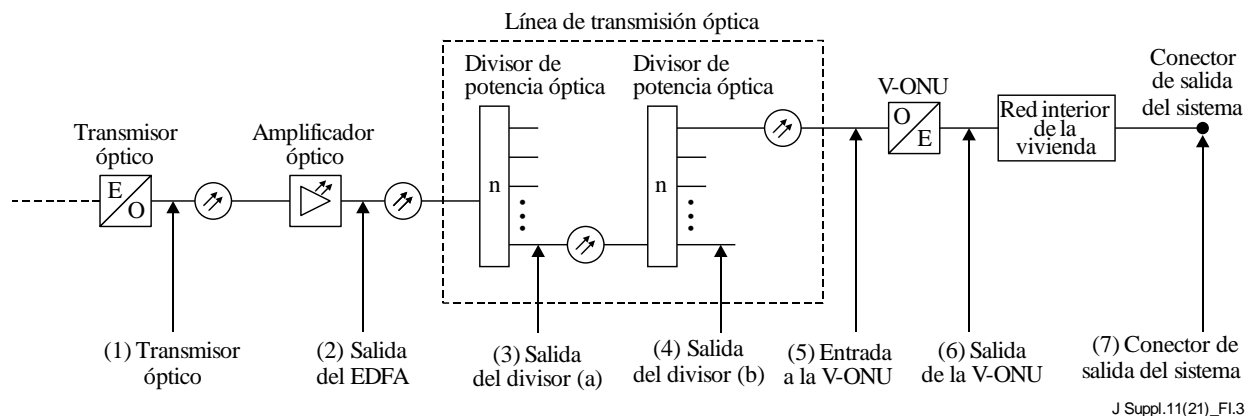 Línea de transmisión óptica
Divisor de
potencia óptica
Divisor de
potencia óptica
Transmisor
óptico
Amplificador
óptico
V-ONU
Conector
de salida
del sistema
E
O
n
n
O
E
Red interior
de la
vivienda
(1) Transmisor
óptico
(2) Salida
del EDFA
(3) Salida
del divisor (a)
(4) Salida
del divisor (b)
(5) Entrada
a la V-ONU
(6) Salida
de la V-ONU
(7) Conector de
salida del sistema
J Suppl.11(21)_FI.3